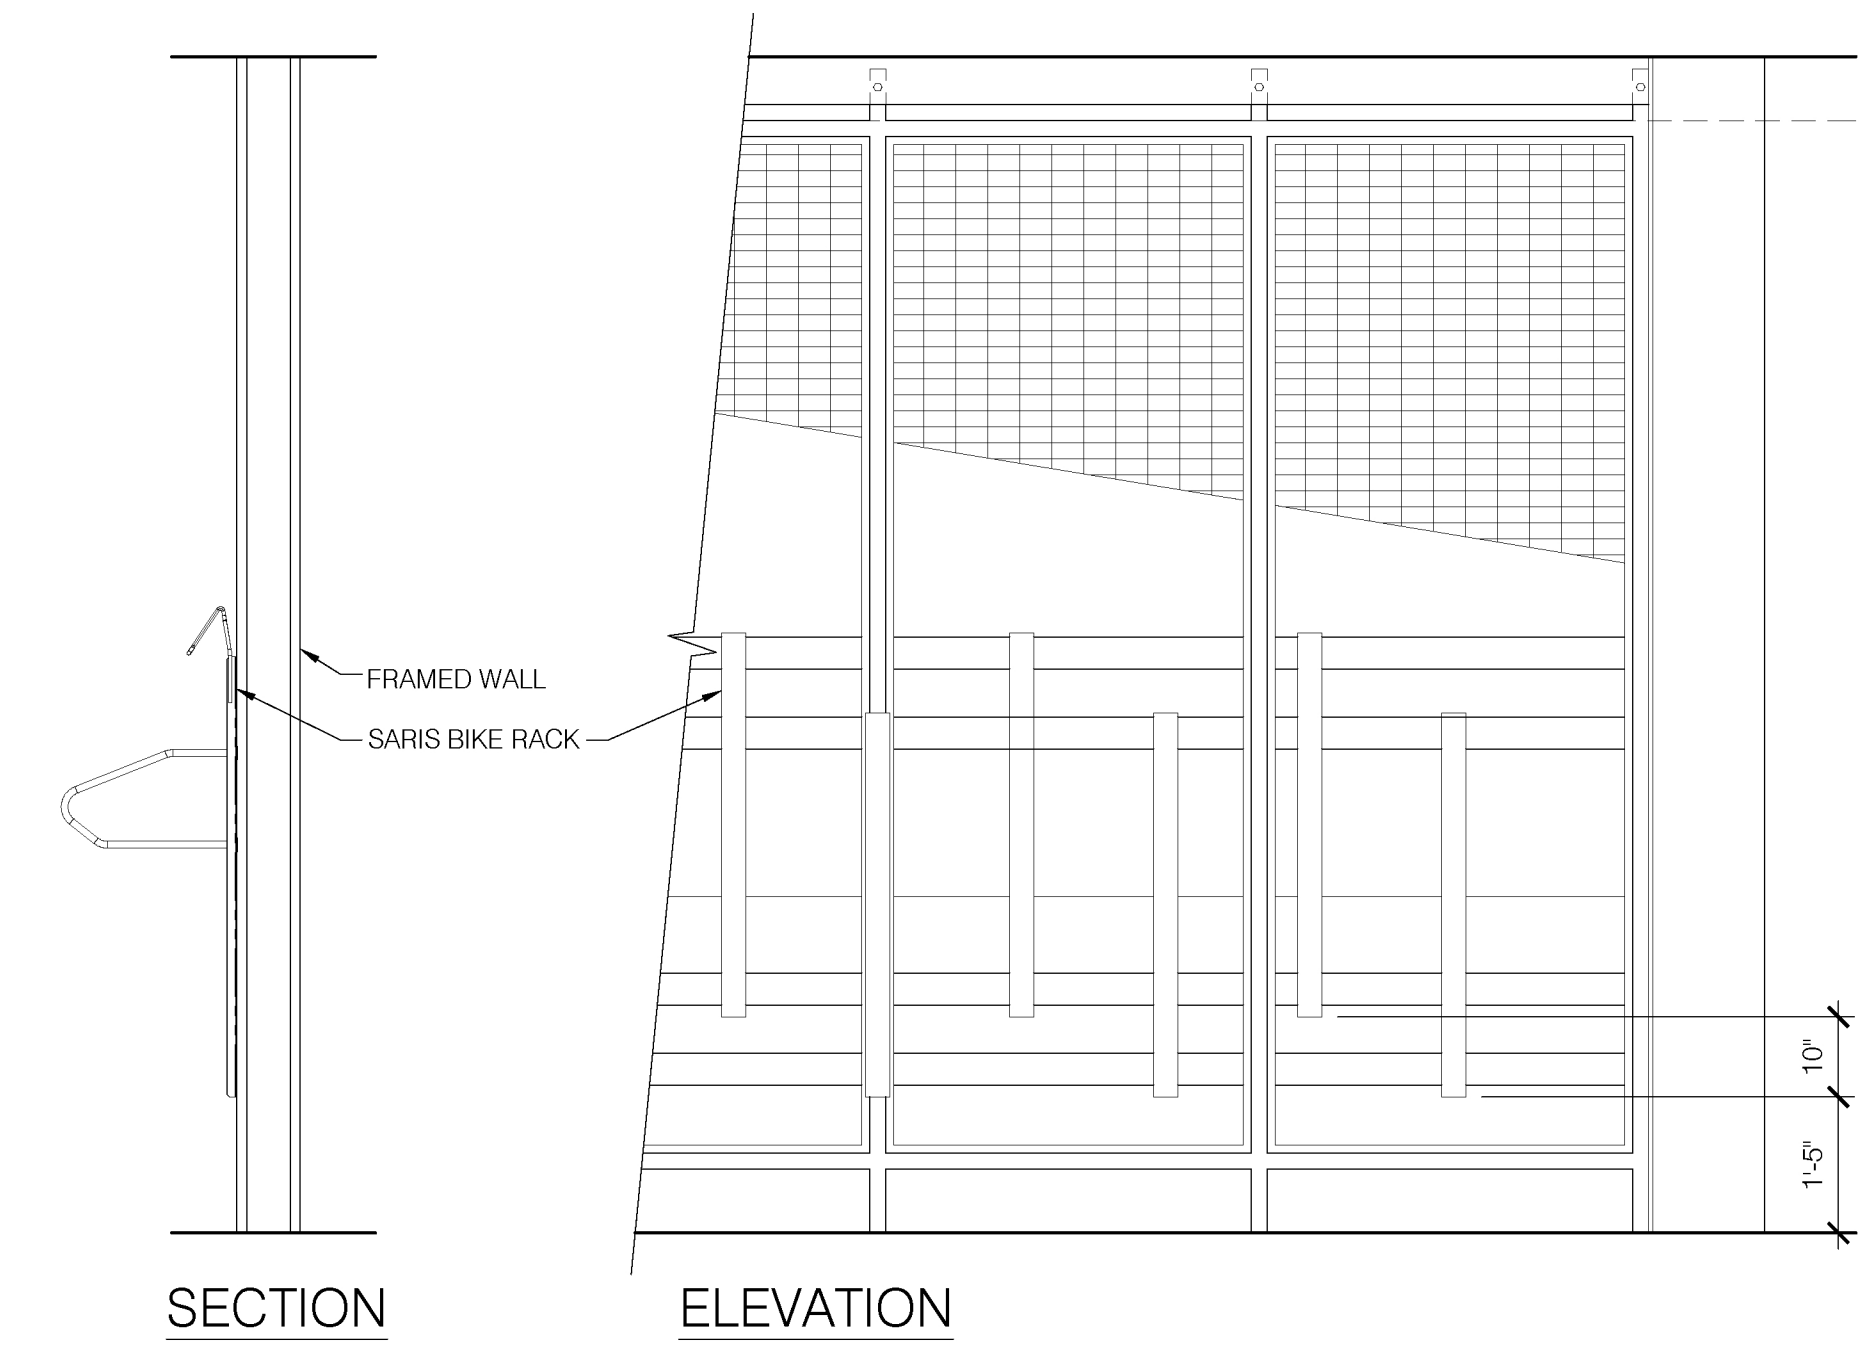 FRAMED WALL
SARIS BIKE RACK
10"
1'-5"
SECTION
ELEVATION